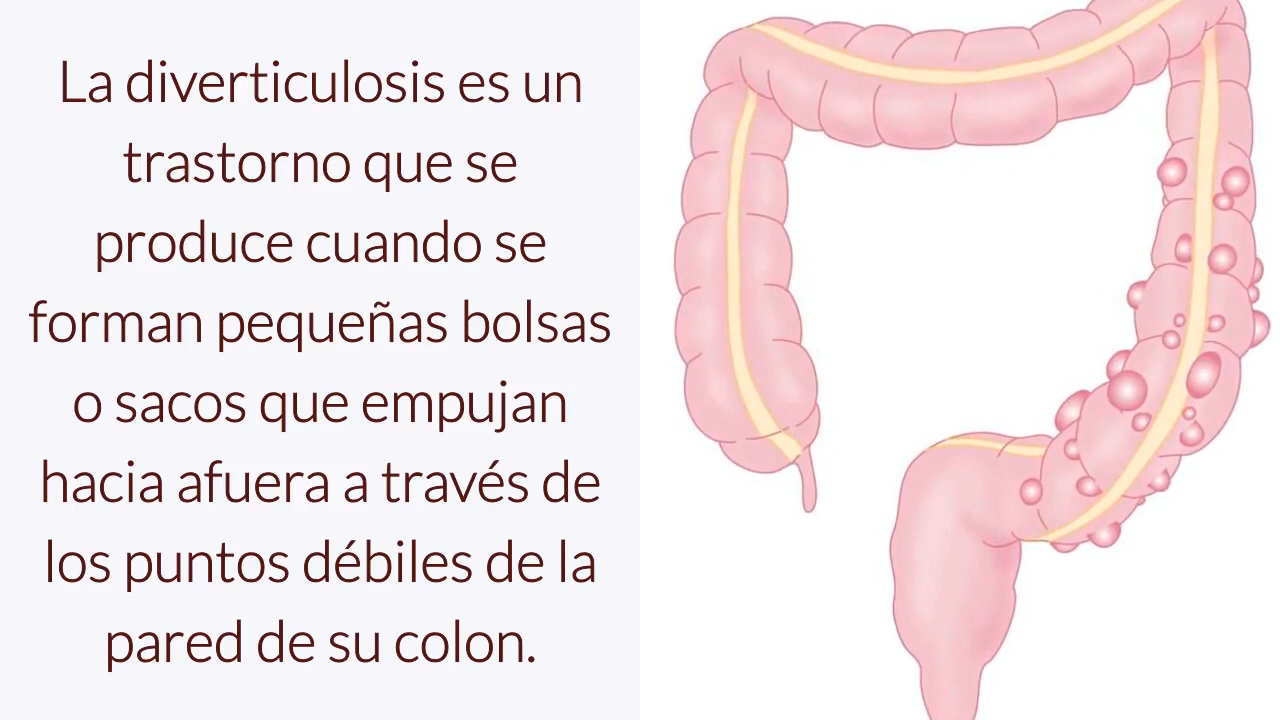 La diverticulosis es un
trastorno que se
produce cuando se
forman pequeñas bolsas
o sacos que empujan
hacia afuera a través de
los puntos débiles de la
pared de su colon.